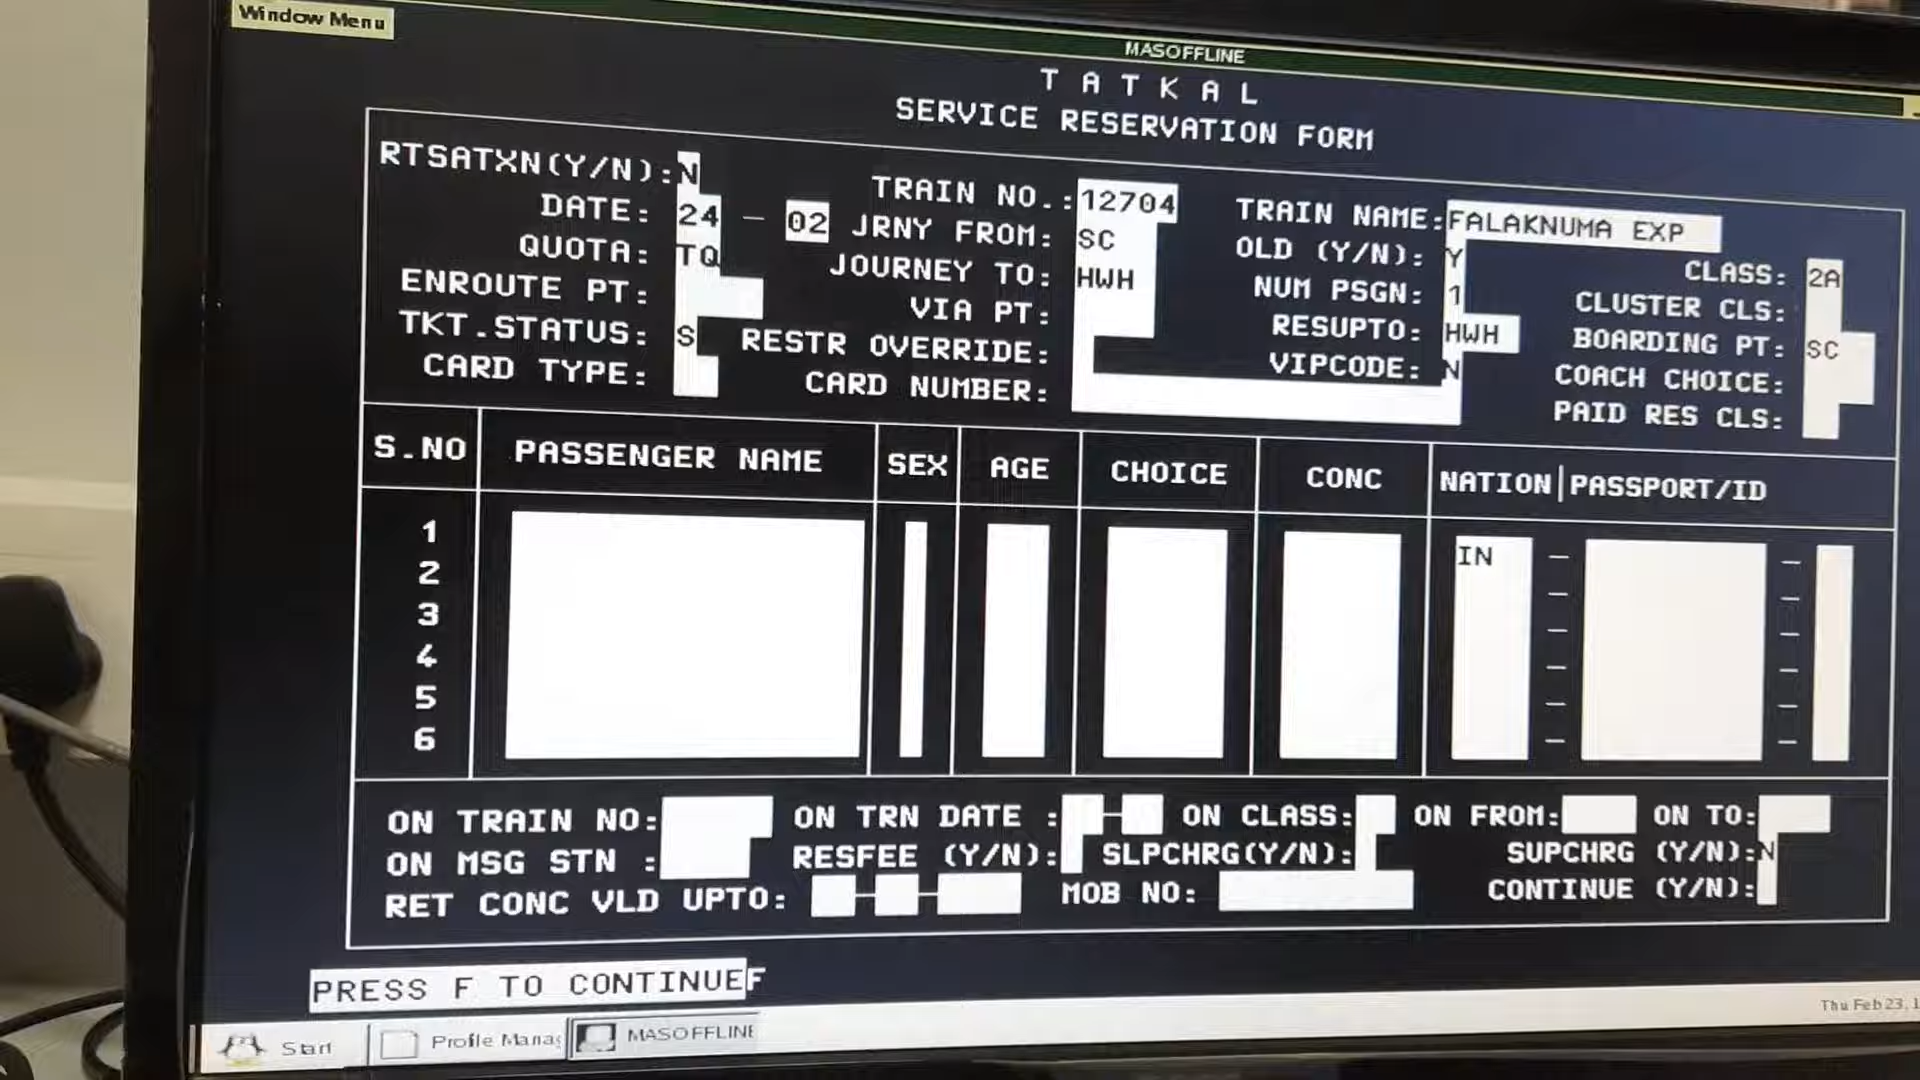 Window Menu
MASOFFLINE
T A T K A L
SERVICE RESERVATION FORM
RTSATXN(Y/N):N
DATE: 24 - 02
QUOTA: TQ
ENROUTE PT:
TKT.STATUS: S
CARD TYPE:
TRAIN NO.:12704
JRNY FROM: SC
JOURNEY TO: HWH
VIA PT:
RESTR OVERRIDE:
CARD NUMBER:
TRAIN NAME:FALAKNUMA EXP
OLD (Y/N): Y
NUM PSGN: 1
RESUPTO: HWH
VIPCODE: N
CLASS: 2A
CLUSTER CLS:
BOARDING PT: SC
COACH CHOICE:
PAID RES CLS:
S.NO PASSENGER NAME SEX AGE CHOICE CONC NATION|PASSPORT/ID
1 IN - -
2 - -
3 - -
4 - -
5 - -
6 - -
ON TRAIN NO: ON TRN DATE : - ON CLASS: ON FROM: ON TO:
ON MSG STN : RESFEE (Y/N): SLPCHRG(Y/N): SUPCHRG (Y/N):N
RET CONC VLD UPTO: - - MOB NO: CONTINUE (Y/N):
PRESS F TO CONTINUEF
Thu Feb 23, 1
Start Profile Manag MASOFFLINE